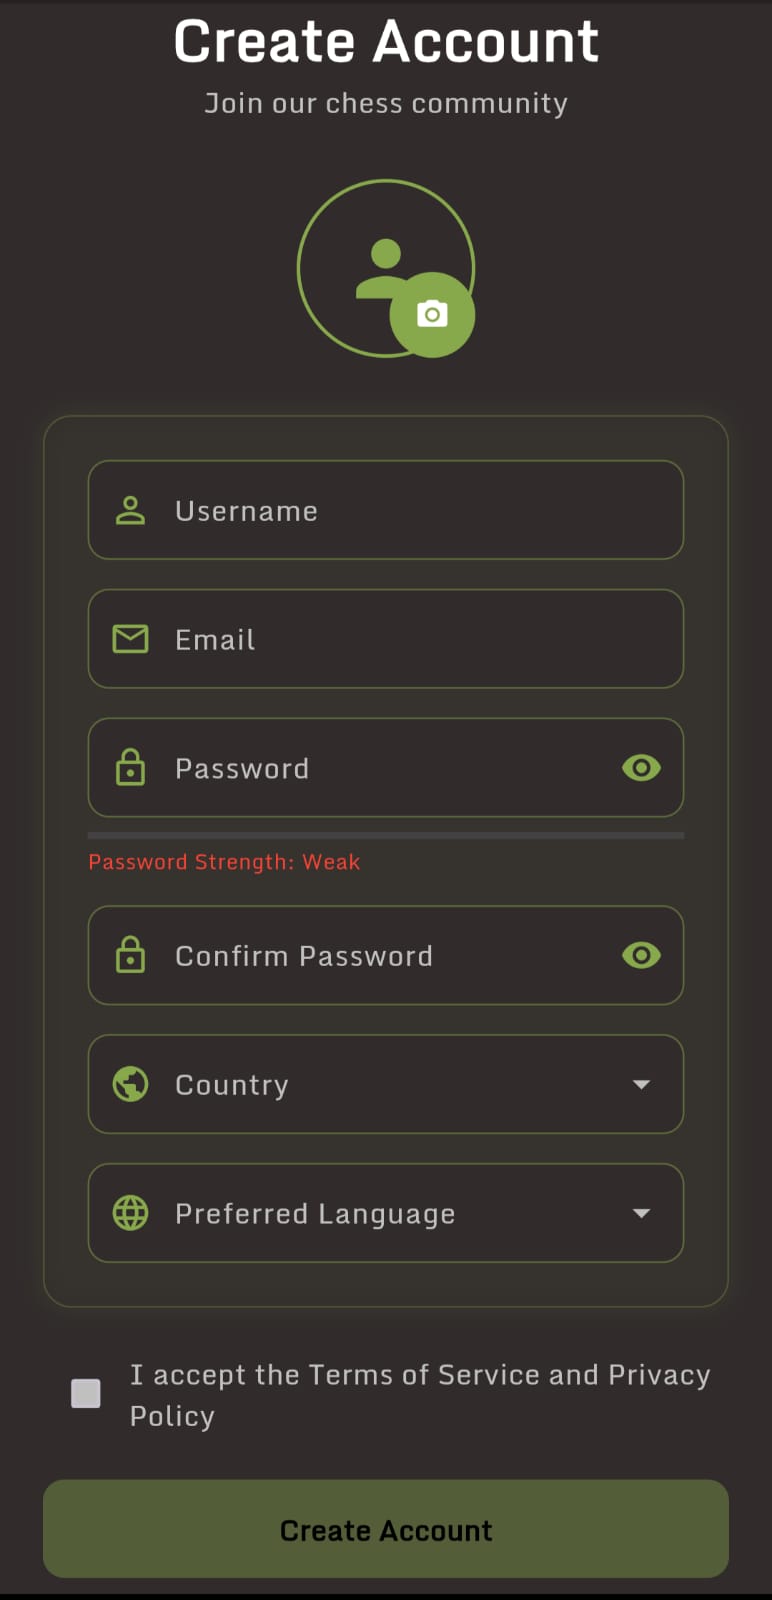 Create Account
Join our chess community
Username
Email
Password
Password Strength: Weak
Confirm Password
Country
Preferred Language
I accept the Terms of Service and Privacy
Policy
Create Account